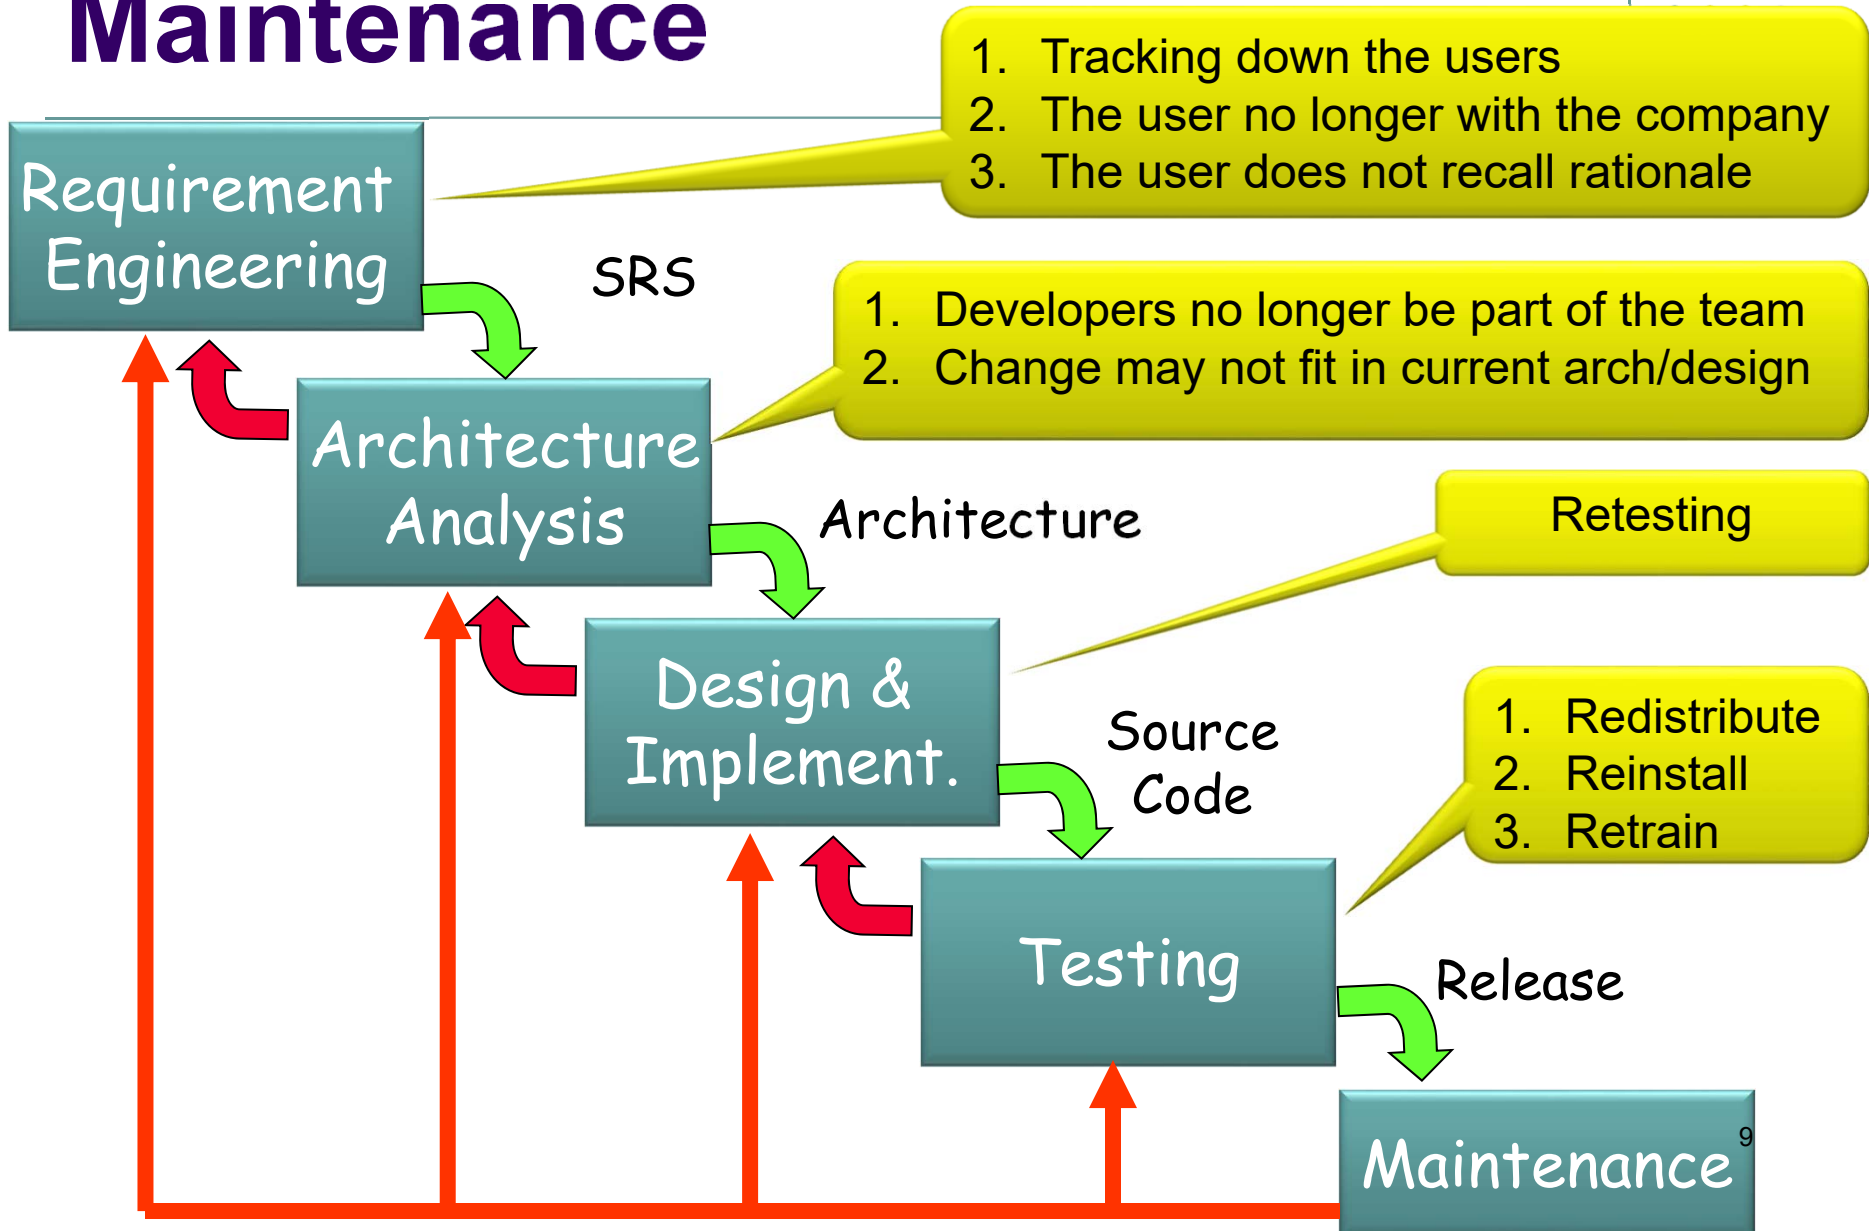 Maintenance
1. Tracking down the users
2. The user no longer with the company
3. The user does not recall rationale
Requirement
Engineering
SRS
1. Developers no longer be part of the team
2. Change may not fit in current arch/design
Architecture
Analysis
Architecture
Retesting
Design &
Implement.
Source
Code
1. Redistribute
2. Reinstall
3. Retrain
Testing
Release
Maintenance
9